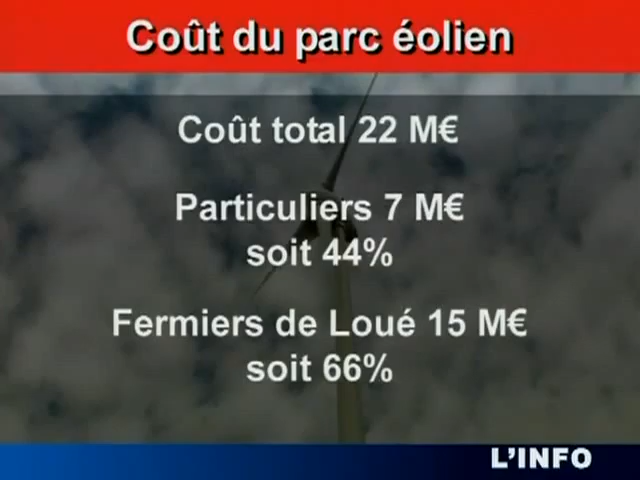 Coût du parc éolien
Coût total 22 M€
Particuliers 7 M€
soit 44%
Fermiers de Loué 15 M€
soit 66%
L'INFO